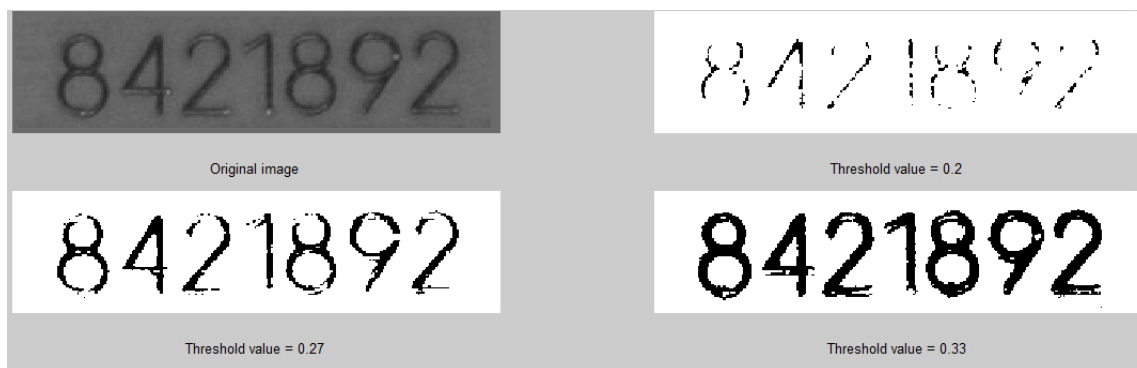 8421892
8421892
Original image
Threshold value = 0.2
8421892
8421892
Threshold value = 0.27
Threshold value = 0.33